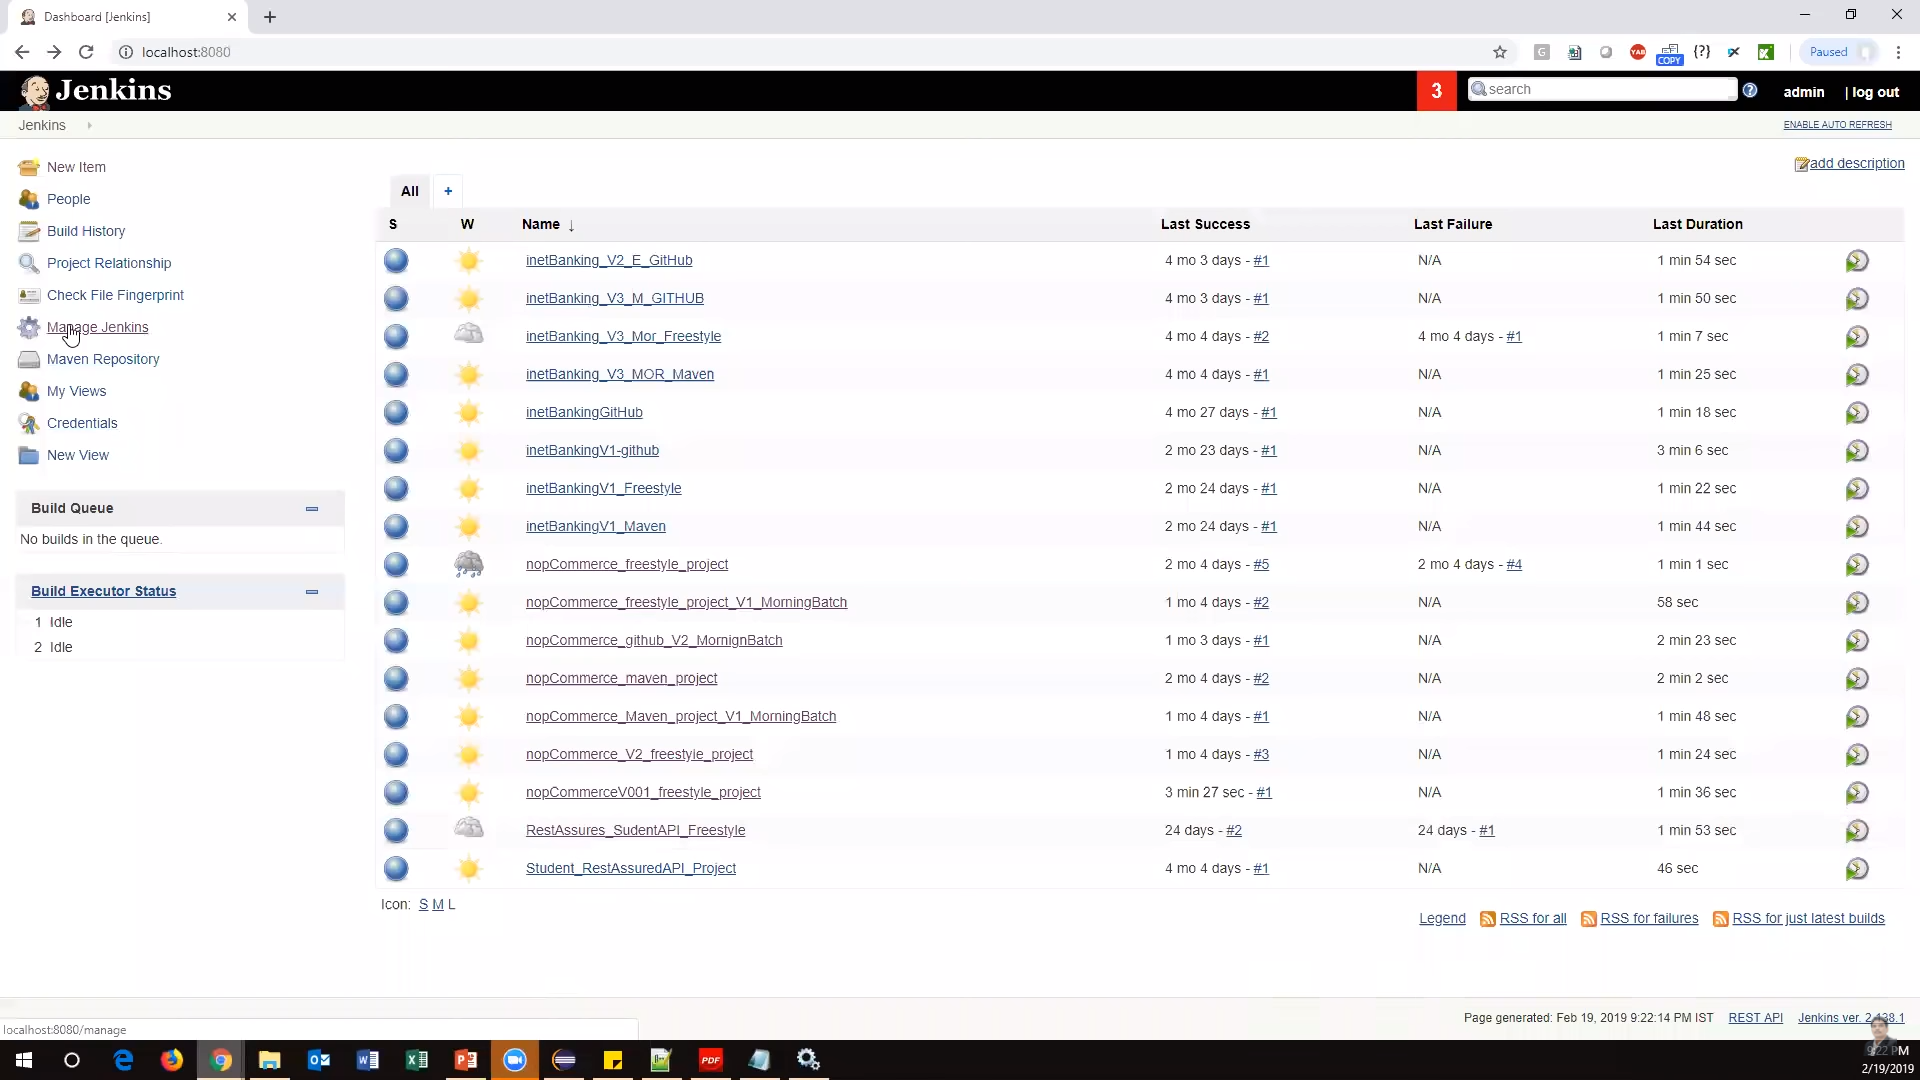 Dashboard [Jenkins]
localhost:8080
COPY
Paused
Jenkins
3
search
admin | log out
Jenkins
ENABLE AUTO REFRESH
New Item
People
Build History
Project Relationship
Check File Fingerprint
Manage Jenkins
Maven Repository
My Views
Credentials
New View
Build Queue
No builds in the queue.
Build Executor Status
1 Idle
2 Idle
add description
All +
S W Name ↓ Last Success Last Failure Last Duration
inetBanking_V2_E_GitHub 4 mo 3 days - #1 N/A 1 min 54 sec
inetBanking_V3_M_GITHUB 4 mo 3 days - #1 N/A 1 min 50 sec
inetBanking_V3_Mor_Freestyle 4 mo 4 days - #2 4 mo 4 days - #1 1 min 7 sec
inetBanking_V3_MOR_Maven 4 mo 4 days - #1 N/A 1 min 25 sec
inetBankingGitHub 4 mo 27 days - #1 N/A 1 min 18 sec
inetBankingV1-github 2 mo 23 days - #1 N/A 3 min 6 sec
inetBankingV1_Freestyle 2 mo 24 days - #1 N/A 1 min 22 sec
inetBankingV1_Maven 2 mo 24 days - #1 N/A 1 min 44 sec
nopCommerce_freestyle_project 2 mo 4 days - #5 2 mo 4 days - #4 1 min 1 sec
nopCommerce_freestyle_project_V1_MorningBatch 1 mo 4 days - #2 N/A 58 sec
nopCommerce_github_V2_MornignBatch 1 mo 3 days - #1 N/A 2 min 23 sec
nopCommerce_maven_project 2 mo 4 days - #2 N/A 2 min 2 sec
nopCommerce_Maven_project_V1_MorningBatch 1 mo 4 days - #1 N/A 1 min 48 sec
nopCommerce_V2_freestyle_project 1 mo 4 days - #3 N/A 1 min 24 sec
nopCommerceV001_freestyle_project 3 min 27 sec - #1 N/A 1 min 36 sec
RestAssures_SudentAPI_Freestyle 24 days - #2 24 days - #1 1 min 53 sec
Student_RestAssuredAPI_Project 4 mo 4 days - #1 N/A 46 sec
Icon: S M L
Legend RSS for all RSS for failures RSS for just latest builds
Page generated: Feb 19, 2019 9:22:14 PM IST REST API Jenkins ver.
localhost:8080/manage
9:22 PM
2/19/2019